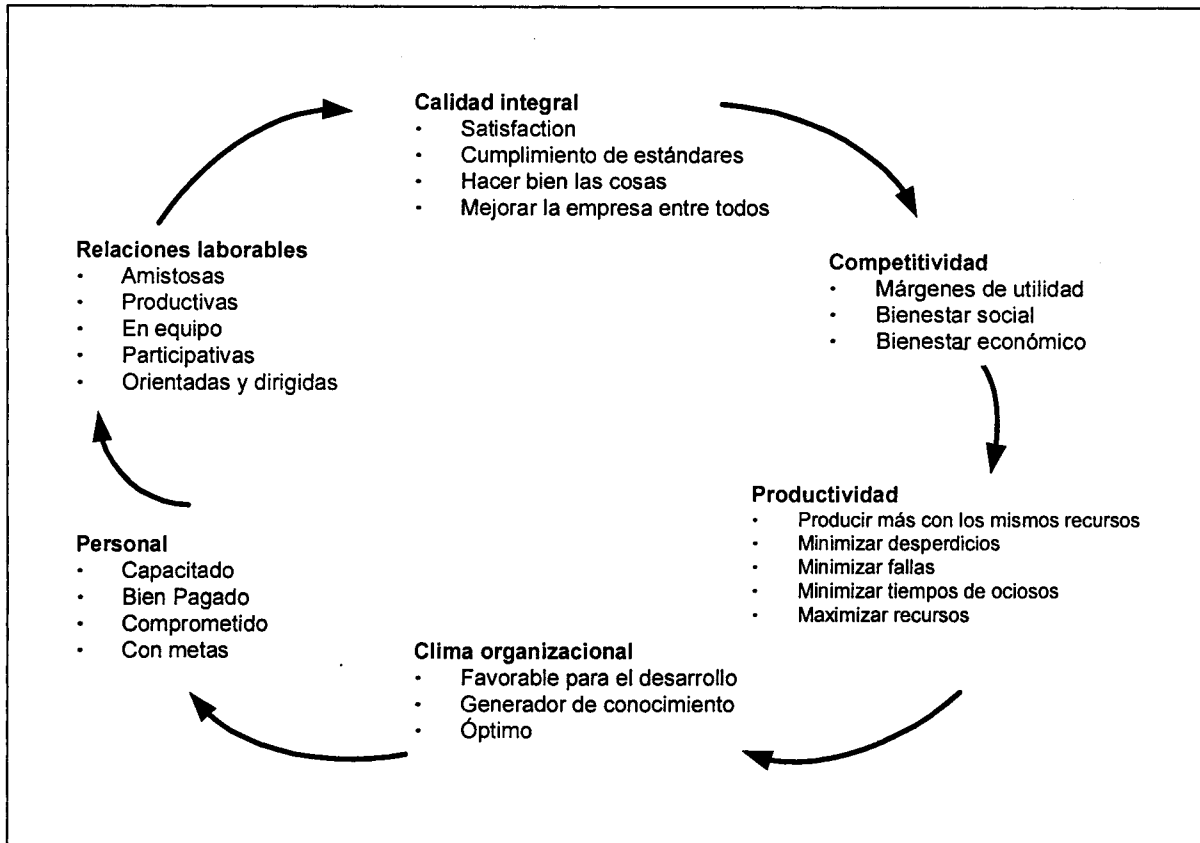 Calidad integral
· Satisfaction
· Cumplimiento de estándares
· Hacer bien las cosas
· Mejorar la empresa entre todos
Competitividad
· Márgenes de utilidad
· Bienestar social
· Bienestar económico
Productividad
· Producir más con los mismos recursos
· Minimizar desperdicios
· Minimizar fallas
· Minimizar tiempos de ociosos
· Maximizar recursos
Clima organizacional
· Favorable para el desarrollo
· Generador de conocimiento
· Óptimo
Personal
· Capacitado
· Bien Pagado
· Comprometido
· Con metas
Relaciones laborables
· Amistosas
· Productivas
· En equipo
· Participativas
· Orientadas y dirigidas